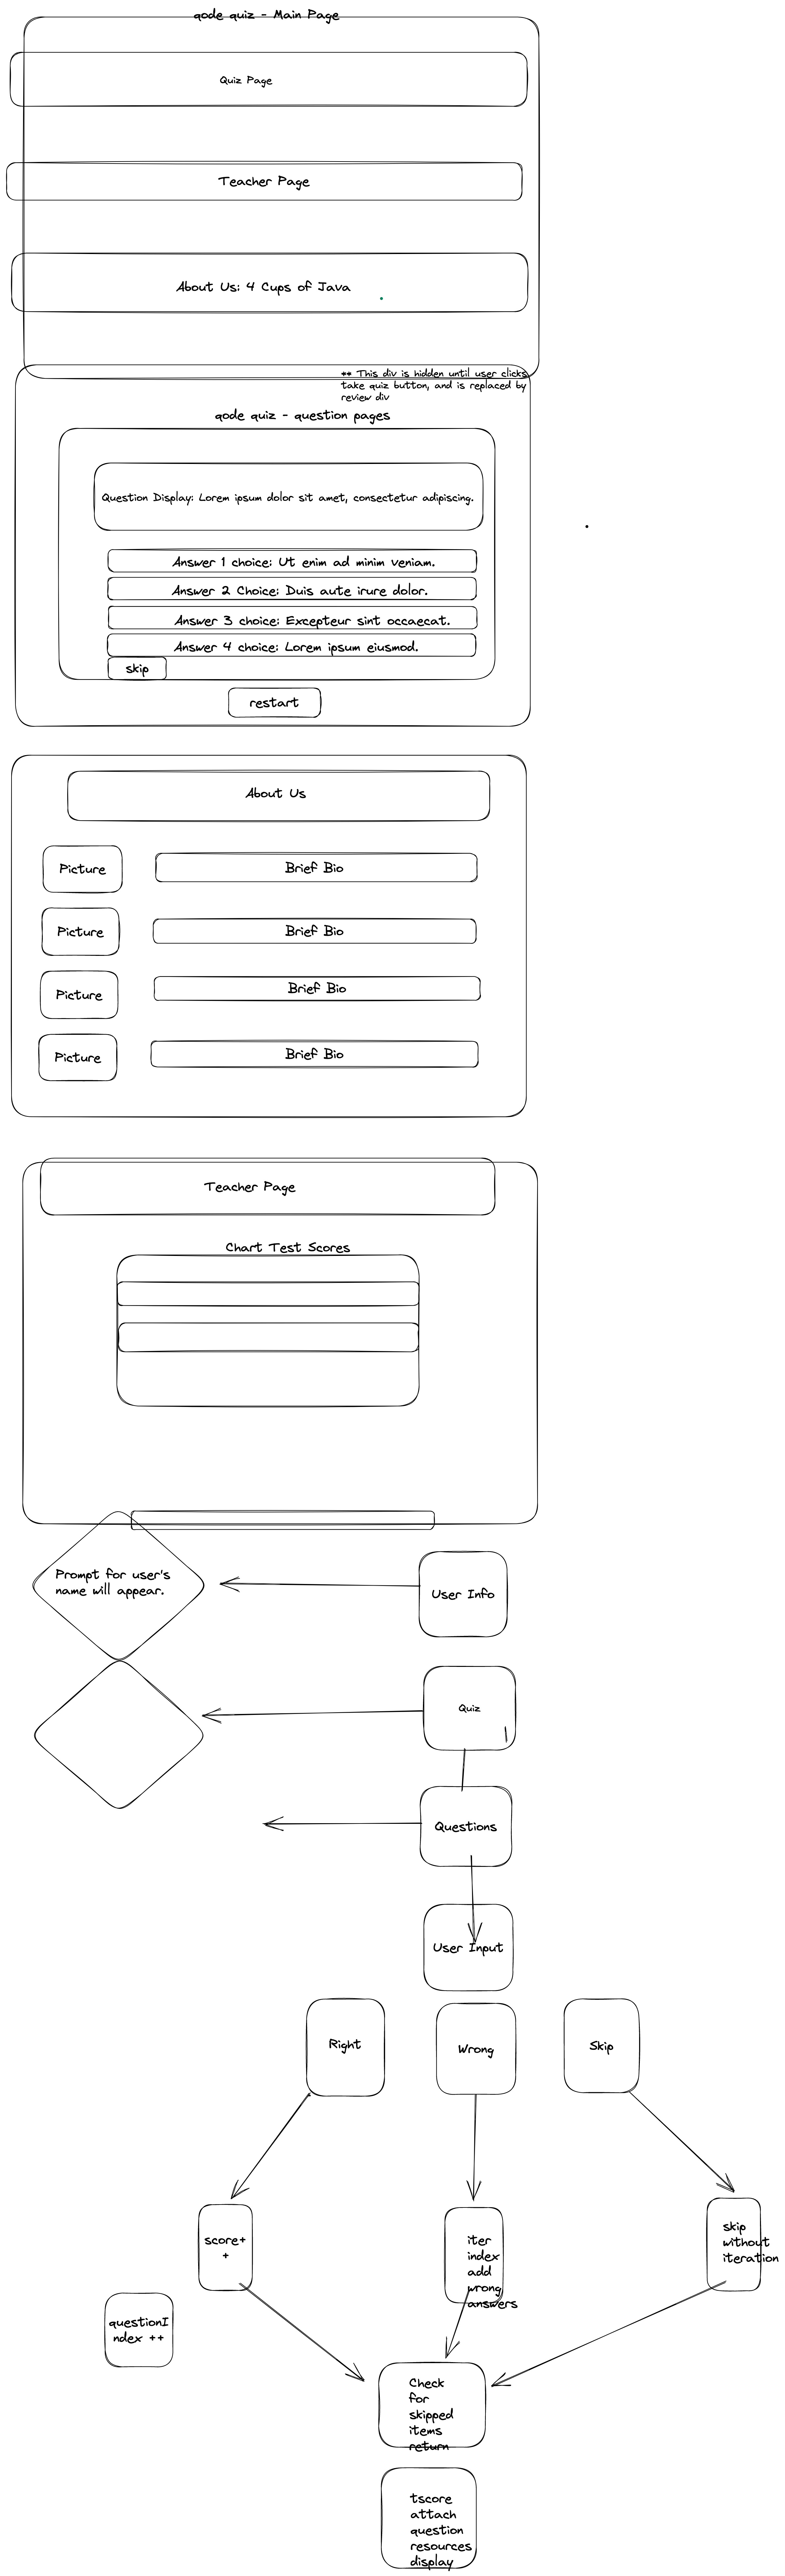 qode quiz - Main Page
Quiz Page
Teacher Page
About Us: 4 Cups of Java
** This div is hidden until user clicks
take quiz button, and is replaced by
review div
qode quiz - question pages
Question Display: Lorem ipsum dolor sit amet, consectetur adipiscing.
Answer 1 choice: Ut enim ad minim veniam.
Answer 2 Choice: Duis aute irure dolor.
Answer 3 choice: Excepteur sint occaecat.
Answer 4 choice: Lorem ipsum eiusmod.
skip
restart
About Us
Picture
Brief Bio
Picture
Brief Bio
Picture
Brief Bio
Picture
Brief Bio
Teacher Page
Chart Test Scores
Prompt for user's
name will appear.
User Info
Quiz
Questions
User Input
Right
Wrong
Skip
score+
+
iter
index
add
wrong
answers
skip
without
iteration
questionI
ndex ++
Check
for
skipped
items
return
tscore
attach
question
resources
display